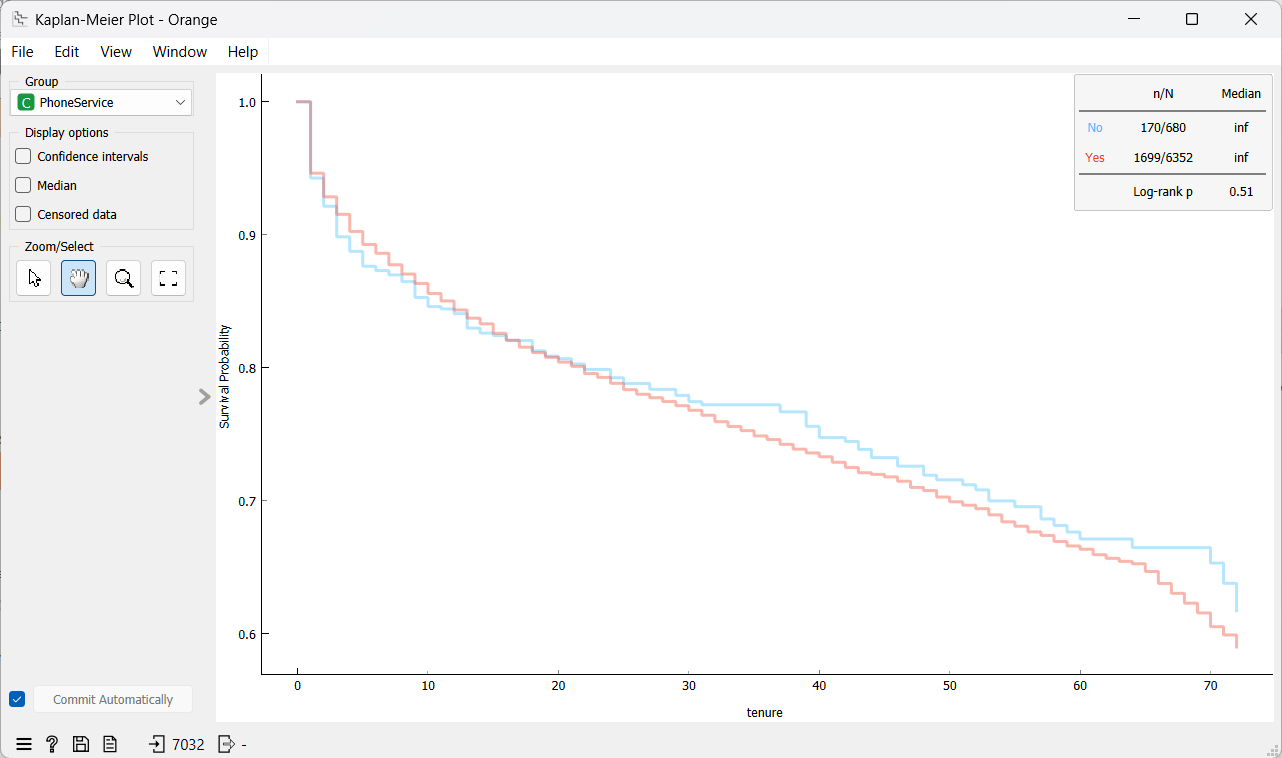 Kaplan-Meier Plot - Orange
File Edit View Window Help
Group
C PhoneService
Display options
Confidence intervals
Median
Censored data
Zoom/Select
Commit Automatically
? 7032 -
Survival Probability
1.0
0.9
0.8
0.7
0.6
0 10 20 30 40 50 60 70
tenure
n/N Median
No 170/680 inf
Yes 1699/6352 inf
Log-rank p 0.51